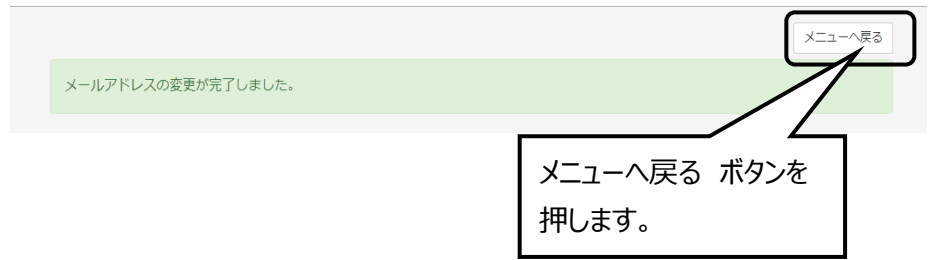 メニューへ戻る
メールアドレスの変更が完了しました。
メニューへ戻る ボタンを
押します。